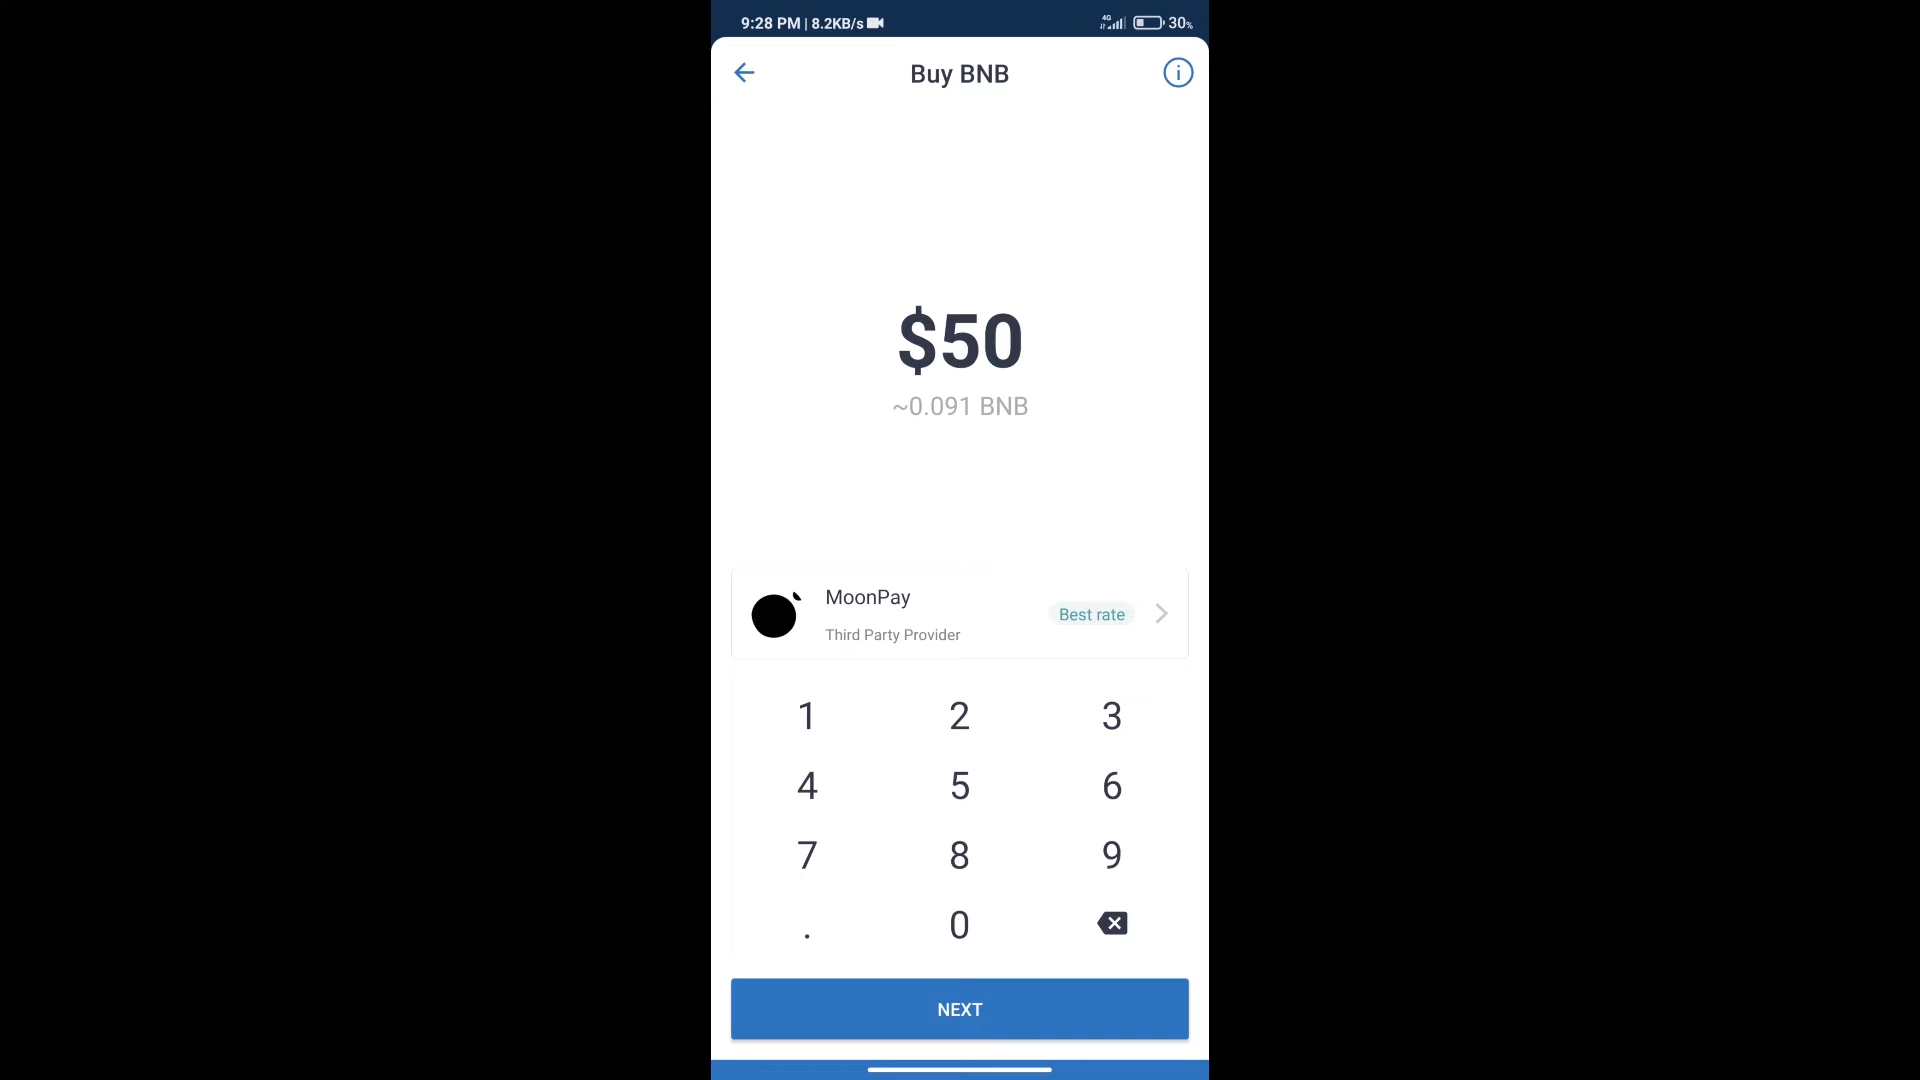 9:28 PM | 8.2KB/s 4G 30%
Buy BNB
$50
~0.091 BNB
MoonPay
Third Party Provider
Best rate
1 2 3
4 5 6
7 8 9
. 0
NEXT